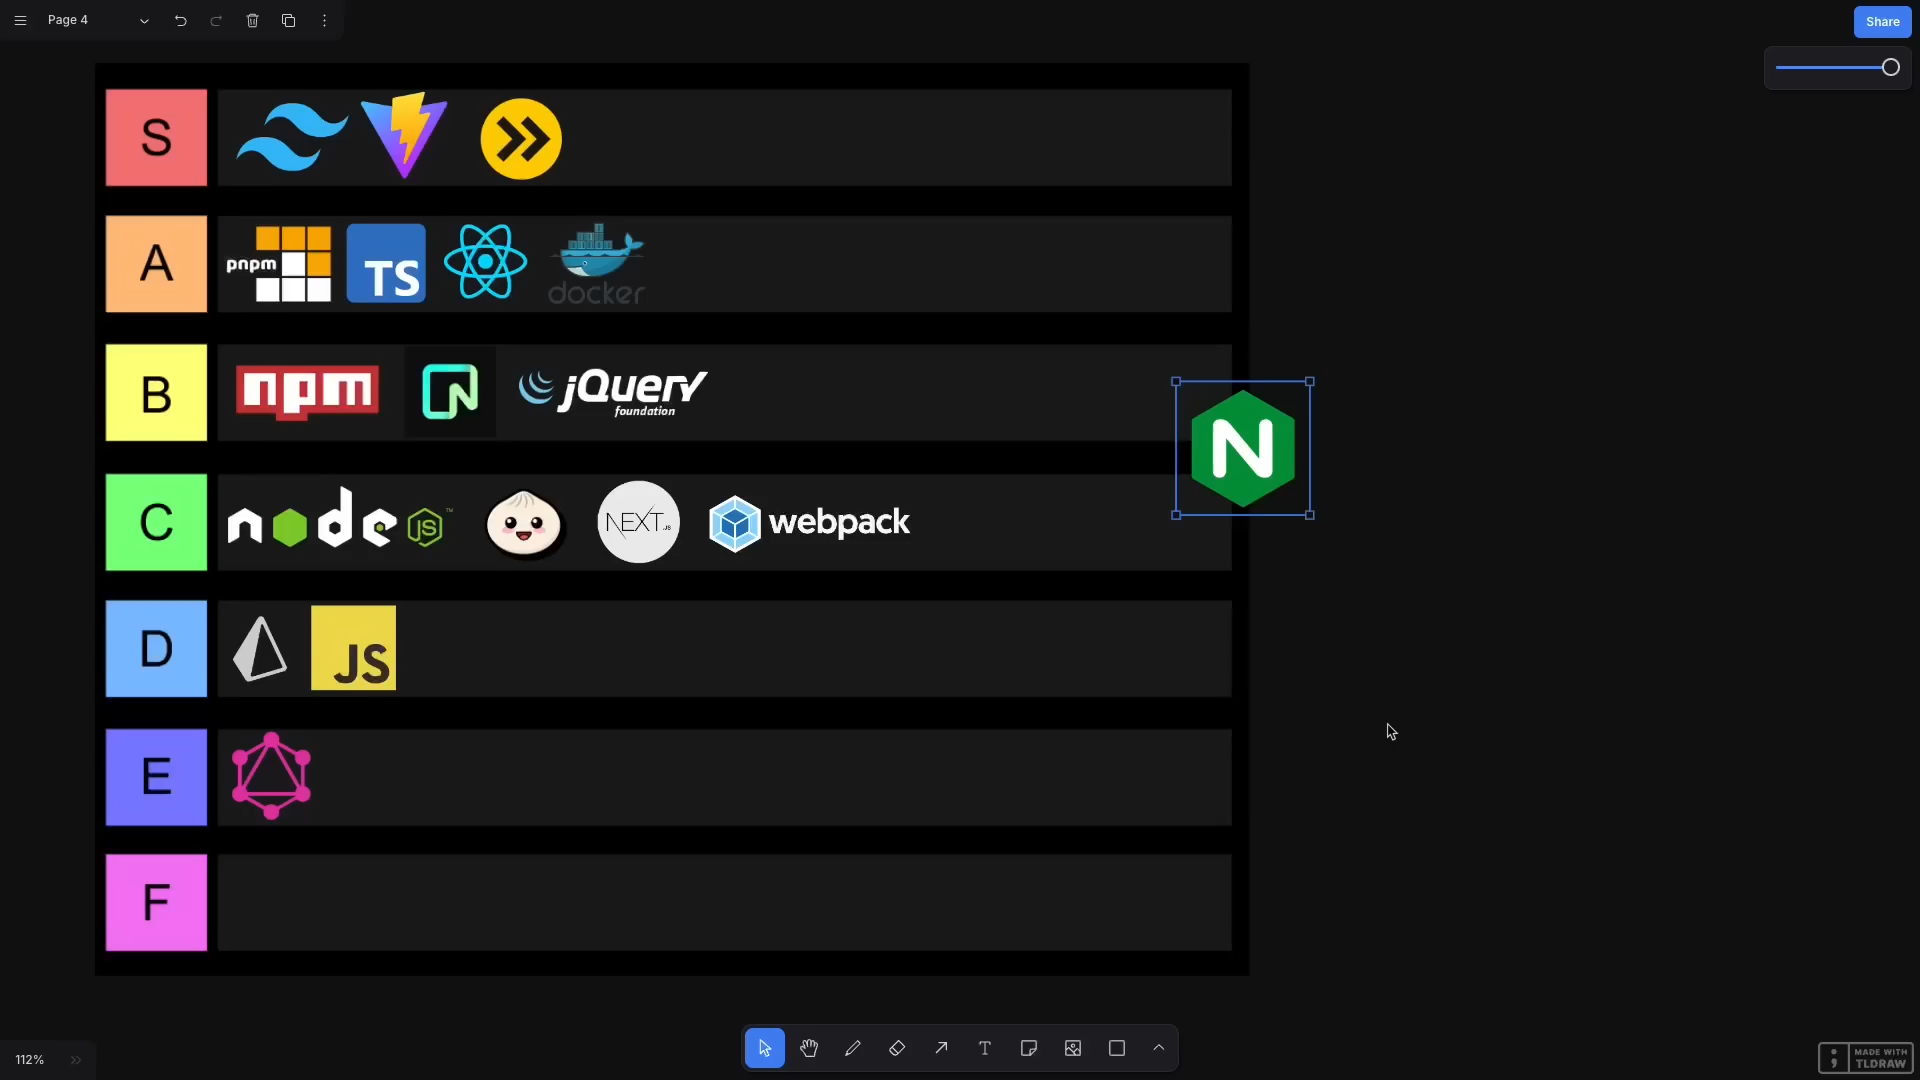 Page 4
Share
S
A
pnpm
TS
docker
B
npm
N
jQuery
foundation
N
C
node
JS
™
NEXT.JS
webpack
D
JS
E
F
112%
T
MADE WITH
TLDRAW